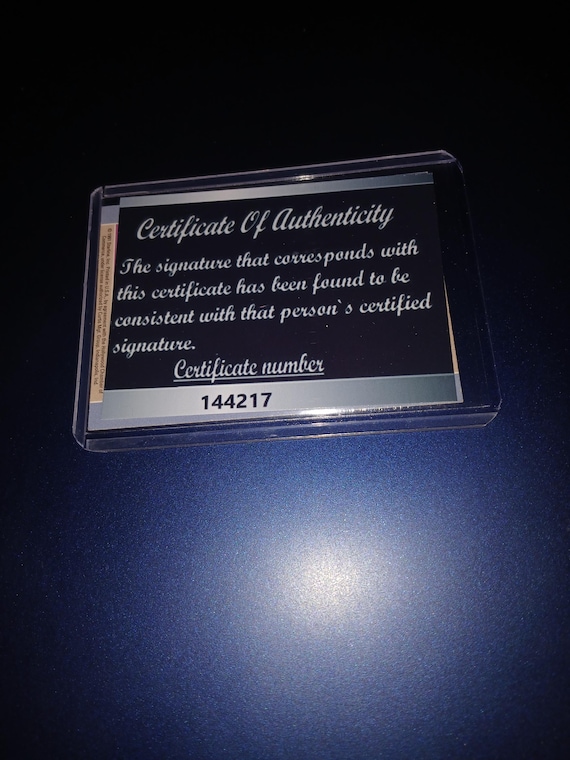 Certificate Of Authenticity
The signature that corresponds with
this certificate has been found to be
consistent with that person`s certified
signature.
Certificate number
144217